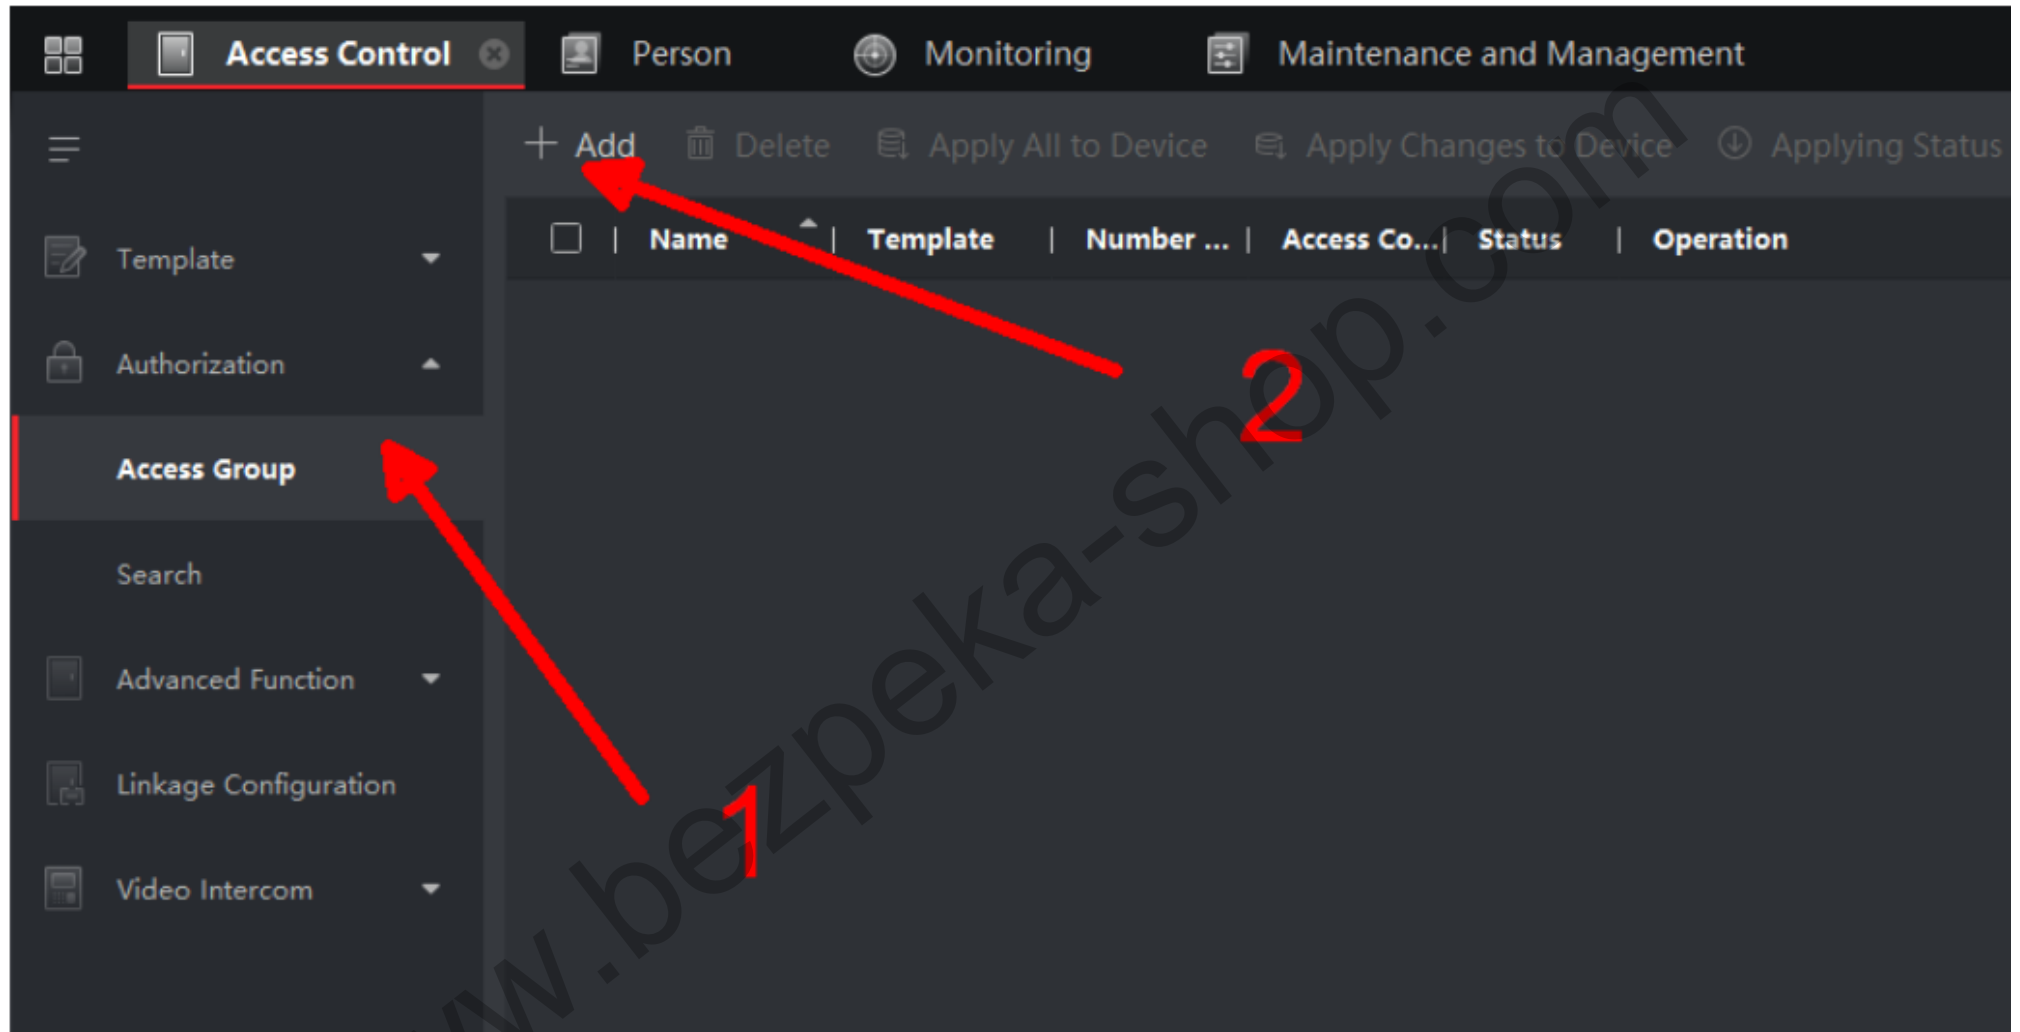 Access Control Person Monitoring Maintenance and Management
Add Delete Apply All to Device Apply Changes to Device Applying Status
Name | Template | Number ... | Access Co...| Status | Operation
Template
Authorization
Access Group
Search
Advanced Function
Linkage Configuration
Video Intercom
1
2
w.bezpeka-shop.com